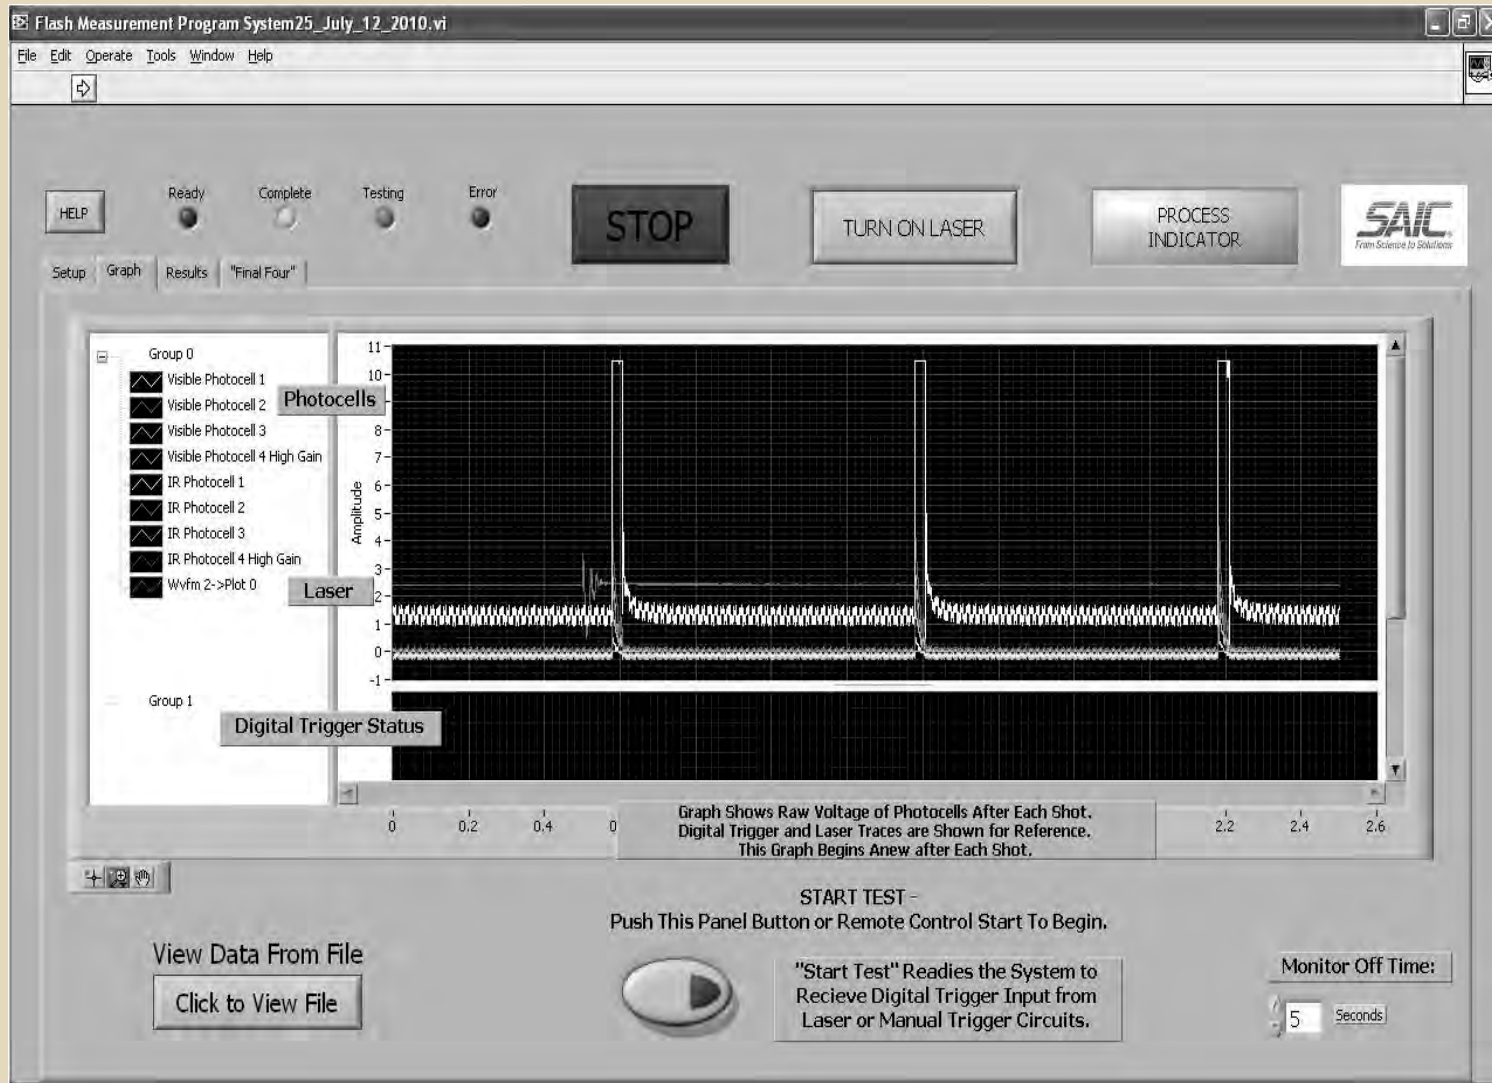 Flash Measurement Program System25_July_12_2010.vi
File Edit Operate Tools Window Help
HELP
Ready
Complete
Testing
Error
STOP
TURN ON LASER
PROCESS
INDICATOR
SAIC
From Science to Solutions
Setup Graph Results "Final Four"
Group 0
Visible Photocell 1
Visible Photocell 2
Visible Photocell 3
Visible Photocell 4 High Gain
IR Photocell 1
IR Photocell 2
IR Photocell 3
IR Photocell 4 High Gain
Wvfm 2->Plot 0
Photocells
Laser
Group 1
Digital Trigger Status
Amplitude
11
10
8
7
6
5
4
3
2
1
0
-1
0 0.2 0.4 0 2.2 2.4 2.6
Graph Shows Raw Voltage of Photocells After Each Shot.
Digital Trigger and Laser Traces are Shown for Reference.
This Graph Begins Anew after Each Shot.
START TEST -
Push This Panel Button or Remote Control Start To Begin.
View Data From File
Click to View File
"Start Test" Readies the System to
Recieve Digital Trigger Input from
Laser or Manual Trigger Circuits.
Monitor Off Time:
5 Seconds